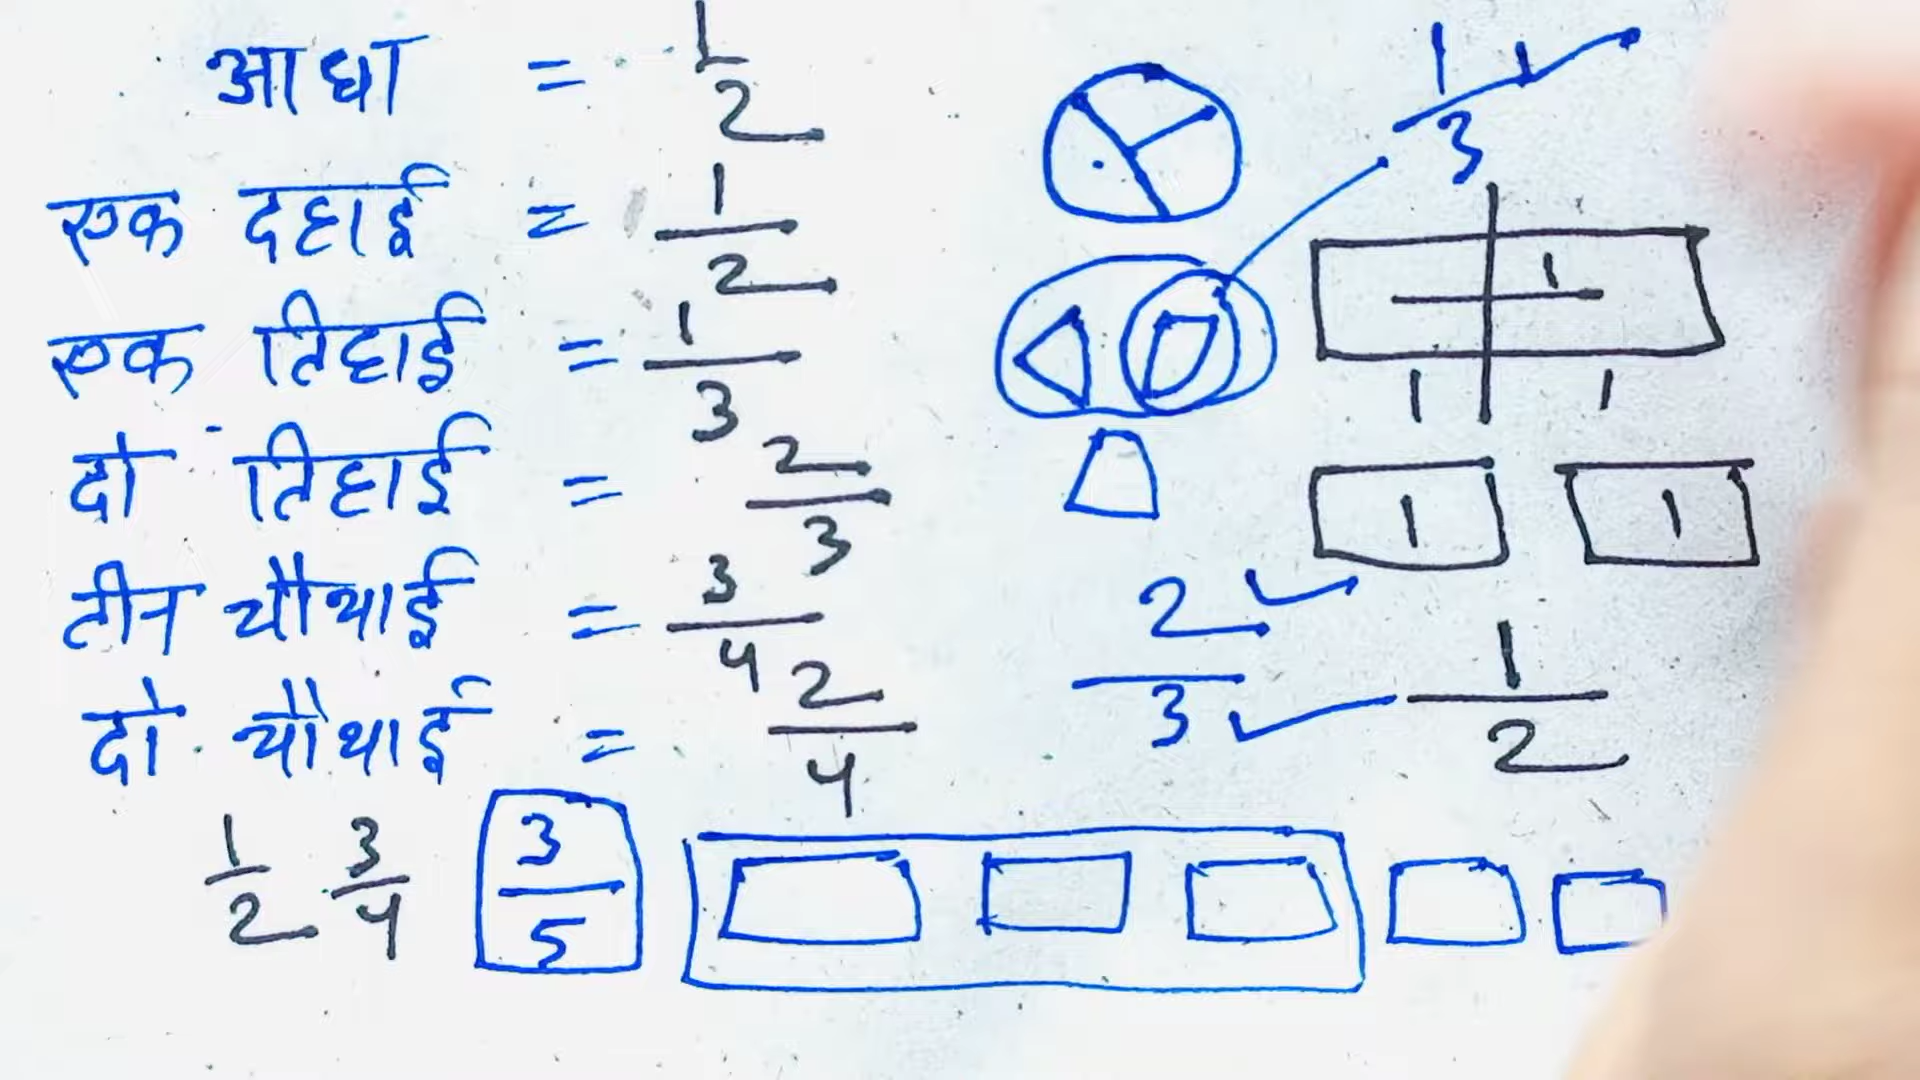 आधा = 1/2
एक दहाई = 1/2
एक तिहाई = 1/3
दो तिहाई = 2/3
तीन चौथाई = 3/4
दो चौथाई = 2/4
1/2 3/4 3/5
1 1
3
1
1 1
1 1
2/3
1/2